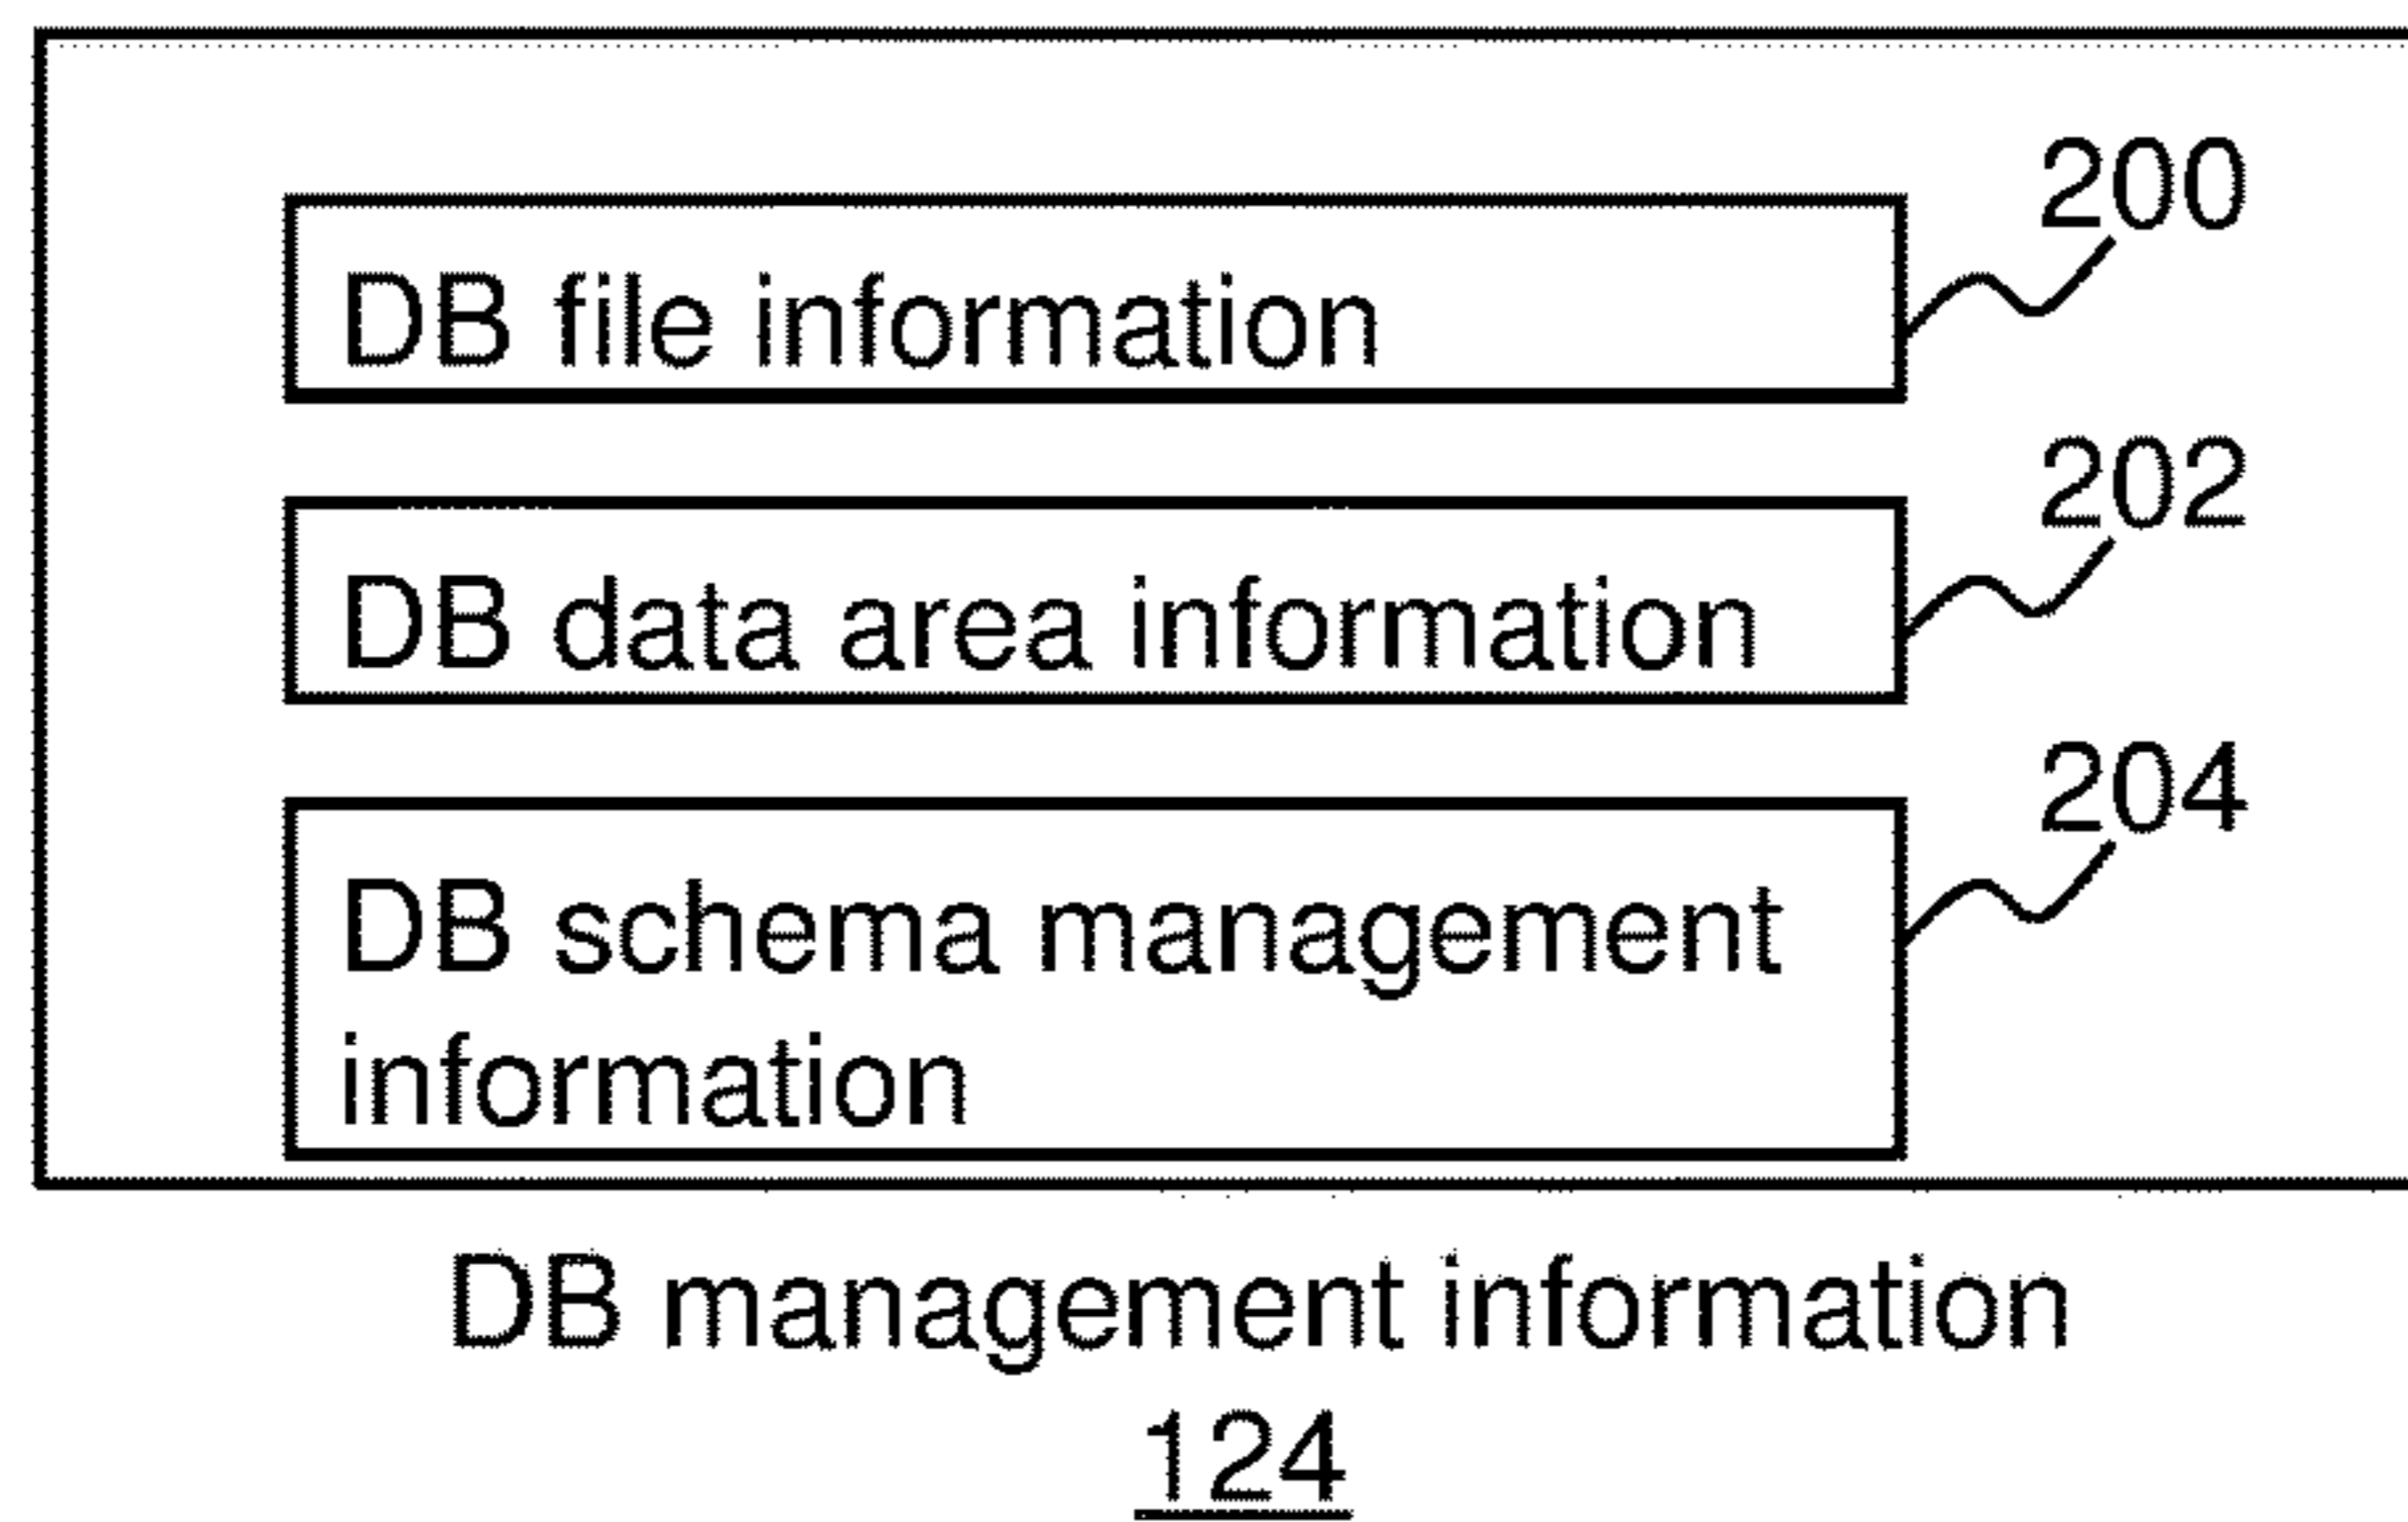 200
DB file information
202
DB data area information
204
DB schema management
information
DB management information
124